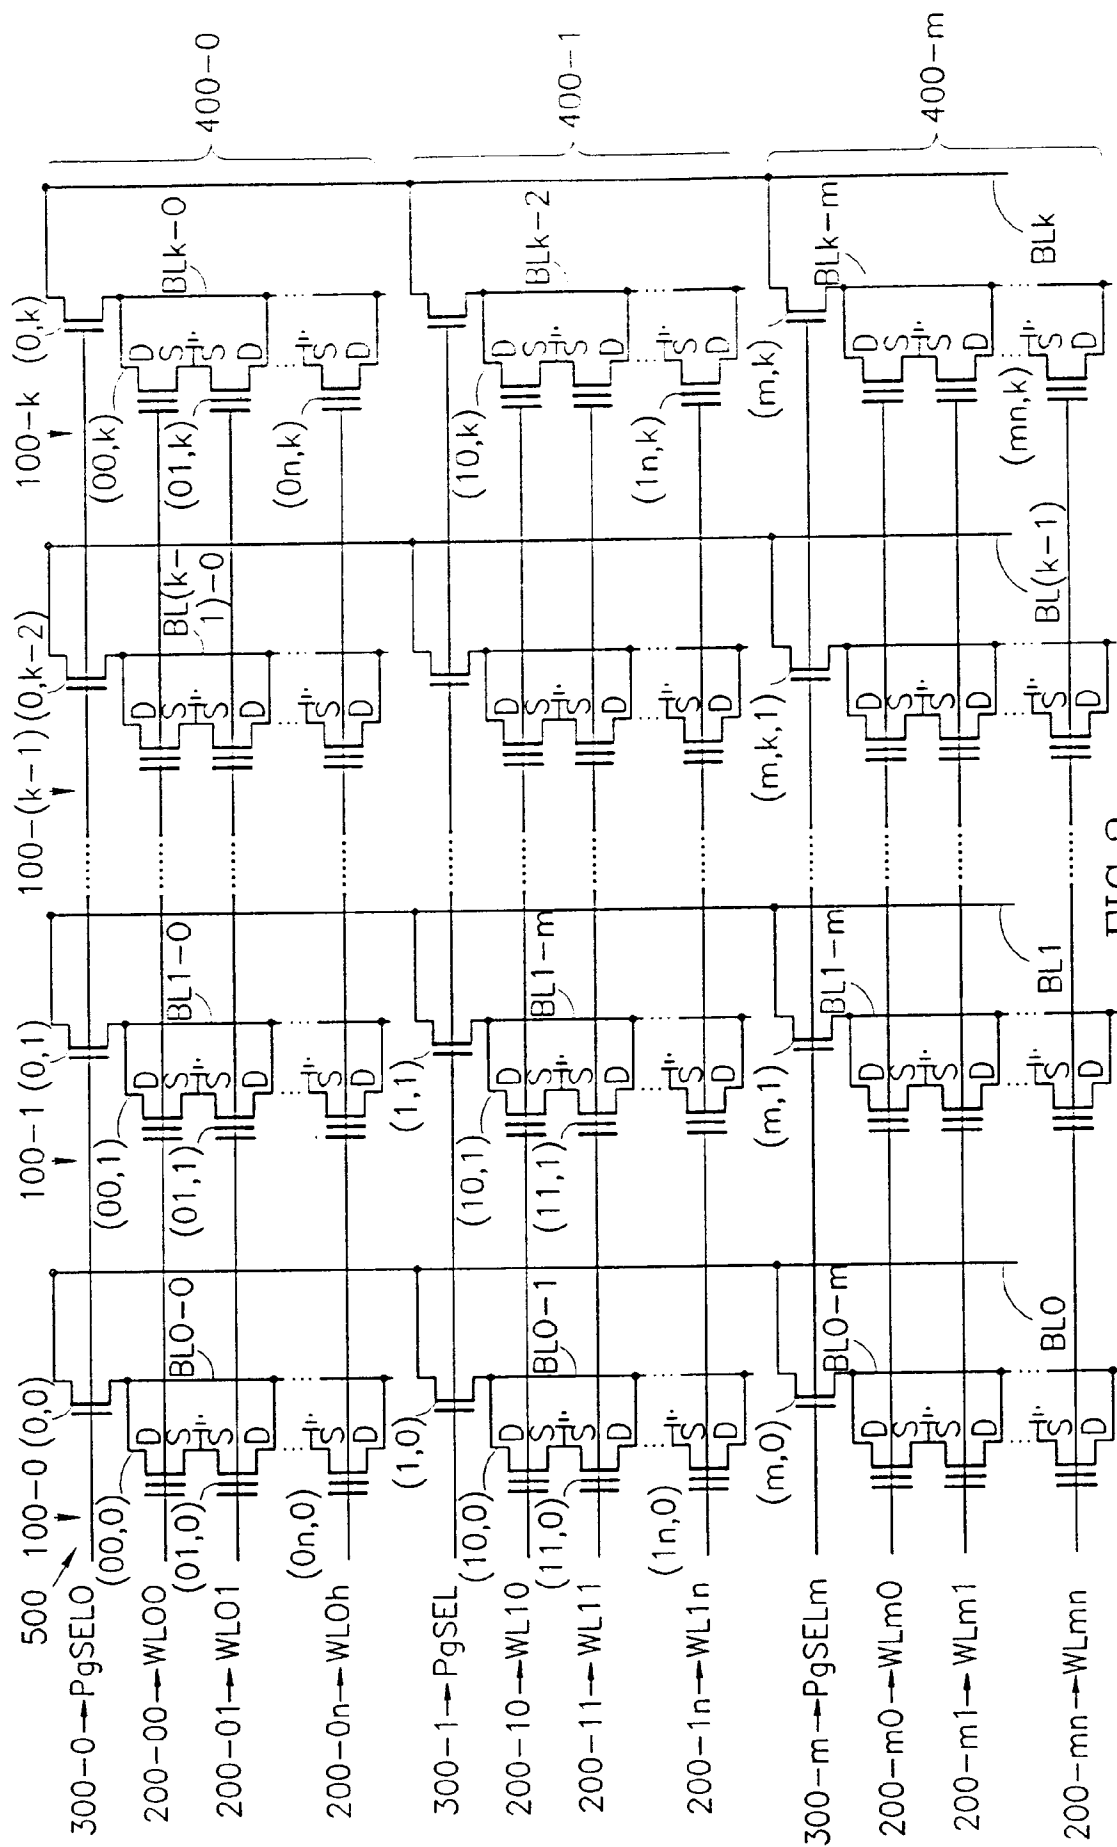 500 100-0 (0,0) 100-1 (0,1) 100-(k-1) (0,k-2) 100-k (0,k)
300-0→PgSEL0
(00,0) (00,1) (00,k)
200-00→WL00 D BL0-0 D BL1-0 D BL(k-1)-0 D BLk-0
S S S S
400-0
(01,0) (01,1) (01,k)
S S S S
200-01→WL01
D D D D
(0n,0) (0n,k)
S S S S
200-0n→WL0h
D D D D
(1,0) (1,1)
300-1→PgSEL
(10,0) (10,1) (10,k)
200-10→WL10 D BL0-1 D BL1-m D D BLk-2
S S S S
400-1
(11,0) (11,1)
S S S S
200-11→WL11
D D D D
(1n,0) (1n,k)
S S S S
200-1n→WL1n
D D D D
(m,0) (m,1) (m,k,1) (m,k)
300-m→PgSELm
BL0-m BL1-m BLk-m
200-m0→WLm0 D D D D
S S S S
400-m
S S S S
200-m1→WLm1
D D D D
(mn,k)
S S S S
BL0 BL1 BL(k-1) BLk
200-mn→WLmn
D D D D